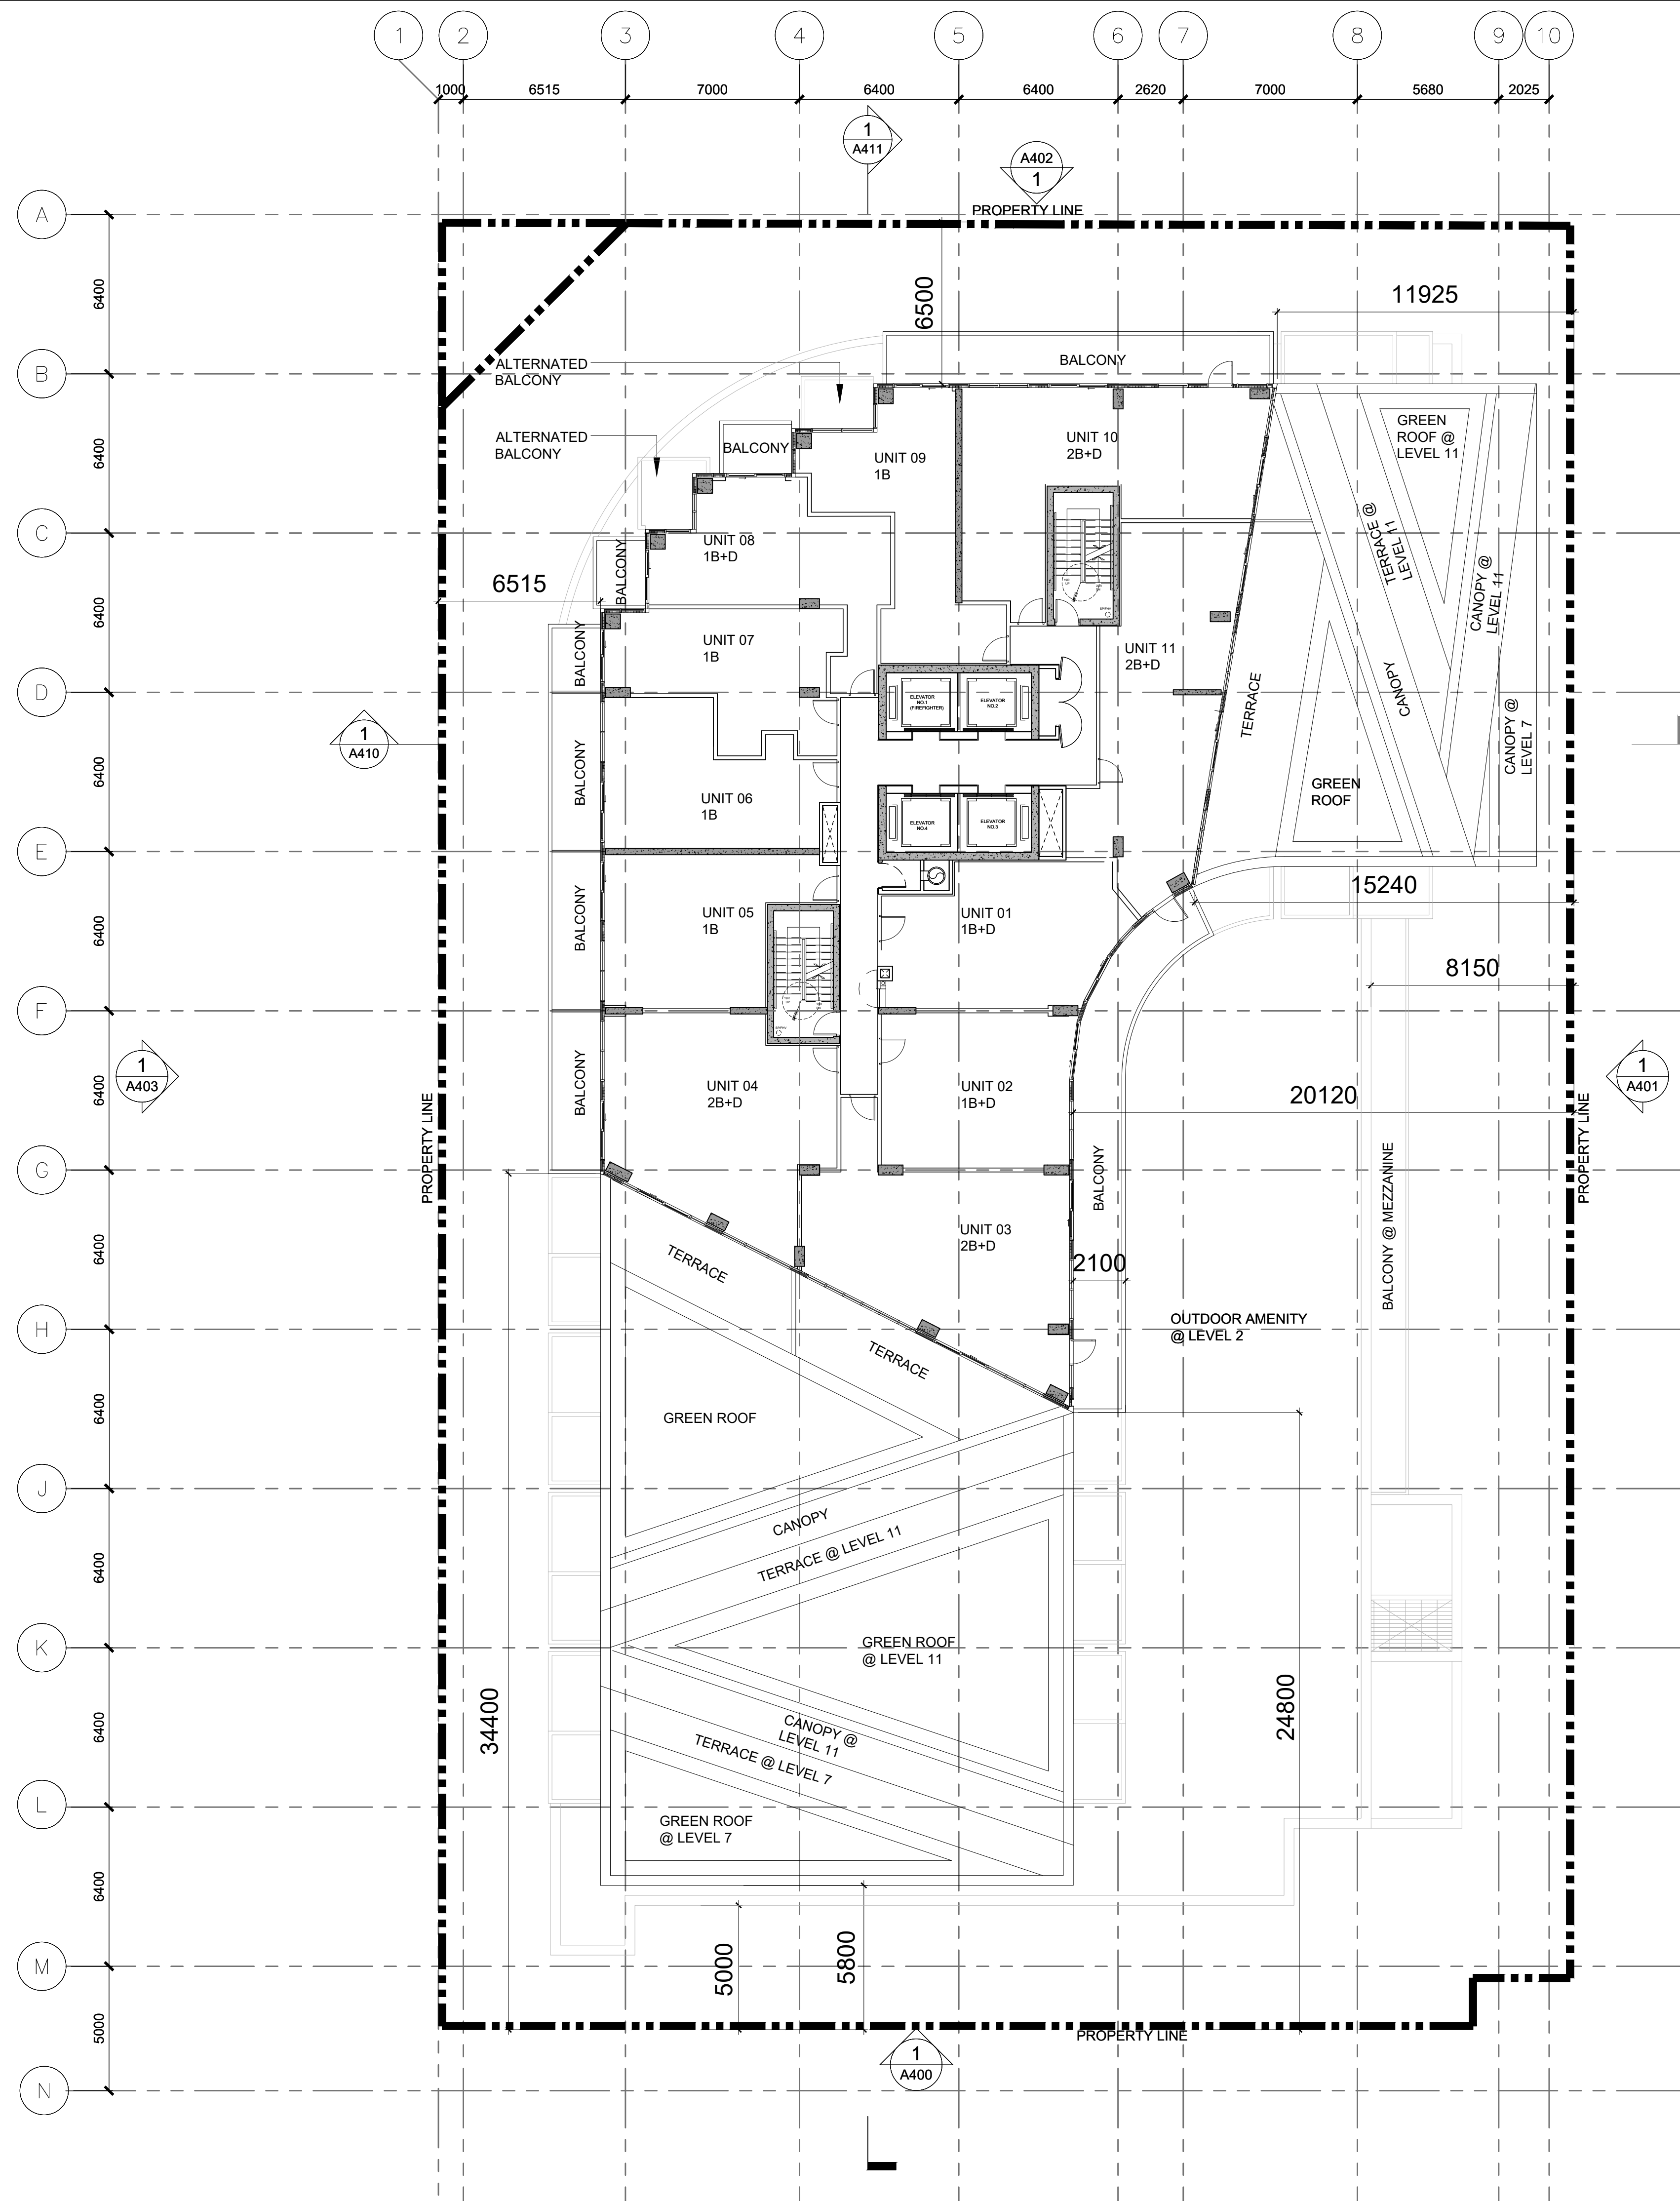 1 2 3 4 5 6 7 8 9 10
1000 6515 7000 6400 6400 2620 7000 5680 2025
1
A411
A402
1
PROPERTY LINE
A
6400
6500
11925
BALCONY
ALTERNATED
BALCONY
B
6400
GREEN
ROOF @
LEVEL 11
ALTERNATED
BALCONY
BALCONY
UNIT 09
1B
UNIT 10
2B+D
C
6400
UNIT 08
1B+D
BALCONY
TERRACE @
LEVEL 11
CANOPY @
LEVEL 11
6515
UNIT 07
1B
BALCONY
UNIT 11
2B+D
D
6400
ELEVATOR
NO.1
(FIREFIGHTER)
ELEVATOR
NO.2
TERRACE
CANOPY
CANOPY @
LEVEL 7
1
A410
BALCONY
UNIT 06
1B
GREEN
ROOF
ELEVATOR
NO.4
ELEVATOR
NO.3
E
6400
15240
BALCONY
UNIT 05
1B
UNIT 01
1B+D
8150
F
6400
1
A403
BALCONY
UNIT 04
2B+D
UNIT 02
1B+D
20120
1
A401
PROPERTY LINE
BALCONY
BALCONY @ MEZZANINE
PROPERTY LINE
G
6400
TERRACE
UNIT 03
2B+D
2100
H
6400
OUTDOOR AMENITY
@ LEVEL 2
TERRACE
GREEN ROOF
J
6400
CANOPY
TERRACE @ LEVEL 11
K
6400
GREEN ROOF
@ LEVEL 11
34400
24800
CANOPY @
LEVEL 11
TERRACE @ LEVEL 7
L
6400
GREEN ROOF
@ LEVEL 7
5000
5800
M
5000
PROPERTY LINE
1
A400
N